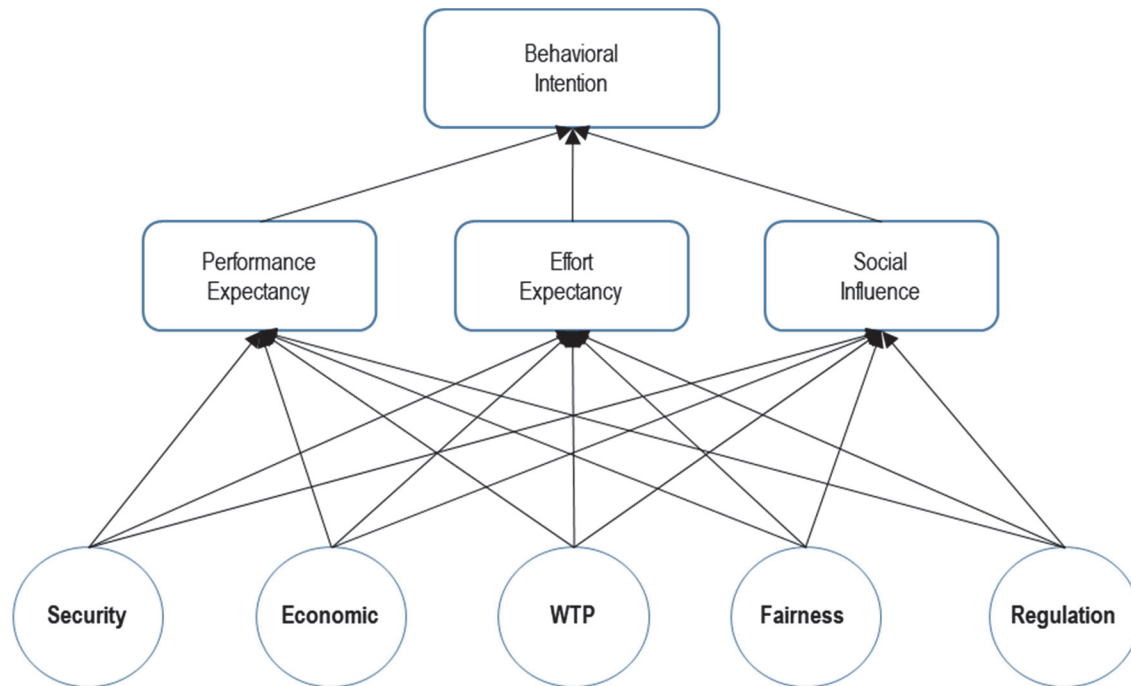 Behavioral
Intention
Performance
Expectancy
Effort
Expectancy
Social
Influence
Security
Economic
WTP
Fairness
Regulation